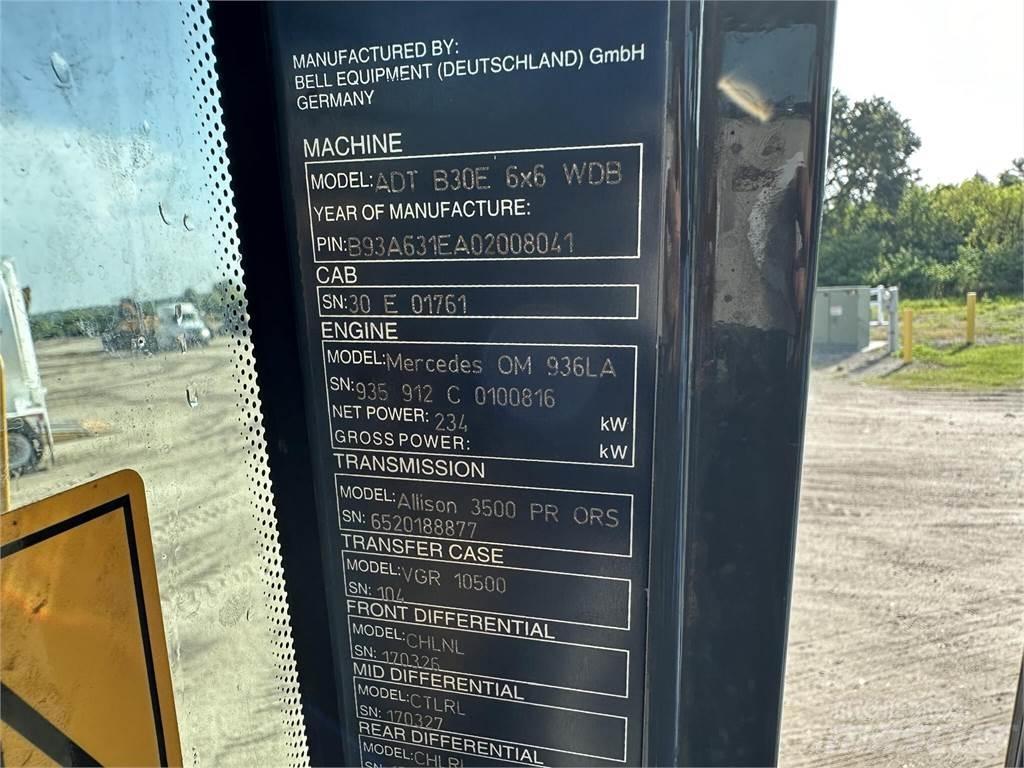 MANUFACTURED BY:
BELL EQUIPMENT (DEUTSCHLAND) GmbH
GERMANY
MACHINE
MODEL: ADT B30E 6x6 WDB
YEAR OF MANUFACTURE:
PIN: B93A631EA02008041
CAB
SN: 30 E 01761
ENGINE
MODEL: Mercedes OM 936LA
SN: 935 912 C 0100816
NET POWER: 234 kW
GROSS POWER: kW
TRANSMISSION
MODEL: Allison 3500 PR ORS
SN: 6520188877
TRANSFER CASE
MODEL: VGR 10500
SN: 104
FRONT DIFFERENTIAL
MODEL: CHLNL
SN: 170326
MID DIFFERENTIAL
MODEL: CTLRL
SN: 170327
REAR DIFFERENTIAL
MODEL: CHLRL